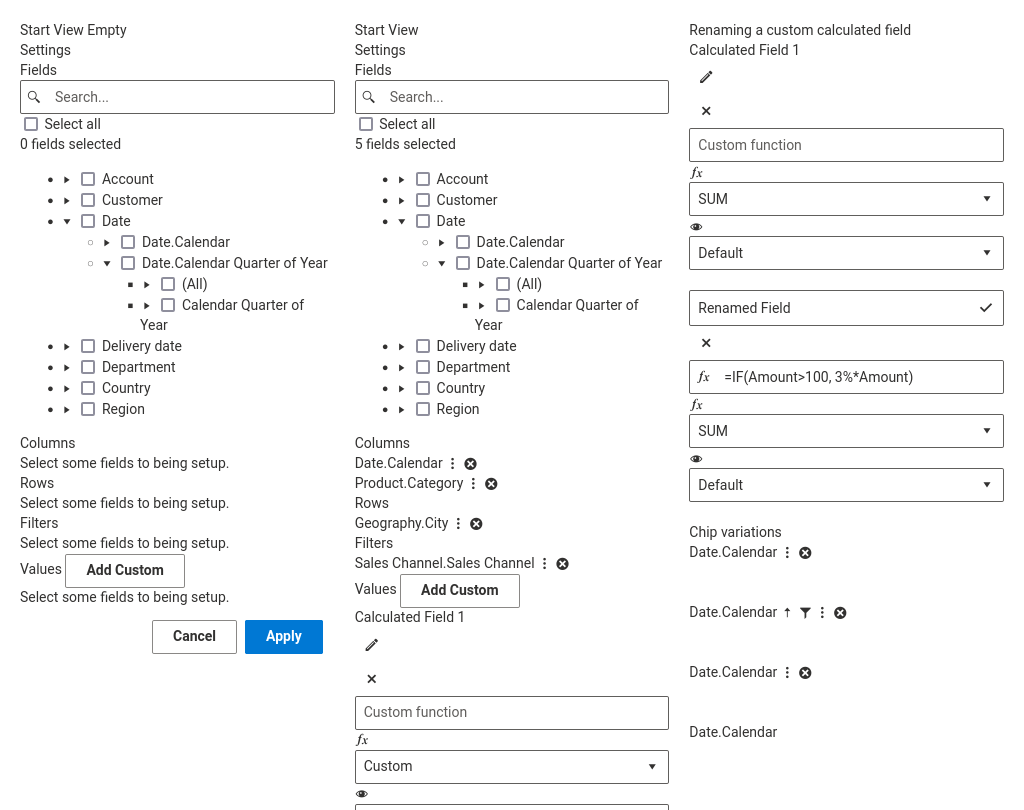 Start View Empty
Settings
Fields
Search...
Select all
0 fields selected
Account
Customer
Date
Date.Calendar
Date.Calendar Quarter of Year
(All)
Calendar Quarter of
Year
Delivery date
Department
Country
Region
Columns
Select some fields to being setup.
Rows
Select some fields to being setup.
Filters
Select some fields to being setup.
Values Add Custom
Select some fields to being setup.
Cancel Apply
Start View
Settings
Fields
Search...
Select all
5 fields selected
Account
Customer
Date
Date.Calendar
Date.Calendar Quarter of Year
(All)
Calendar Quarter of
Year
Delivery date
Department
Country
Region
Columns
Date.Calendar
Product.Category
Rows
Geography.City
Filters
Sales Channel.Sales Channel
Values Add Custom
Calculated Field 1
Custom function
fx
Custom
Renaming a custom calculated field
Calculated Field 1
Custom function
fx
SUM
Default
Renamed Field
fx =IF(Amount>100, 3%*Amount)
fx
SUM
Default
Chip variations
Date.Calendar
Date.Calendar
Date.Calendar
Date.Calendar